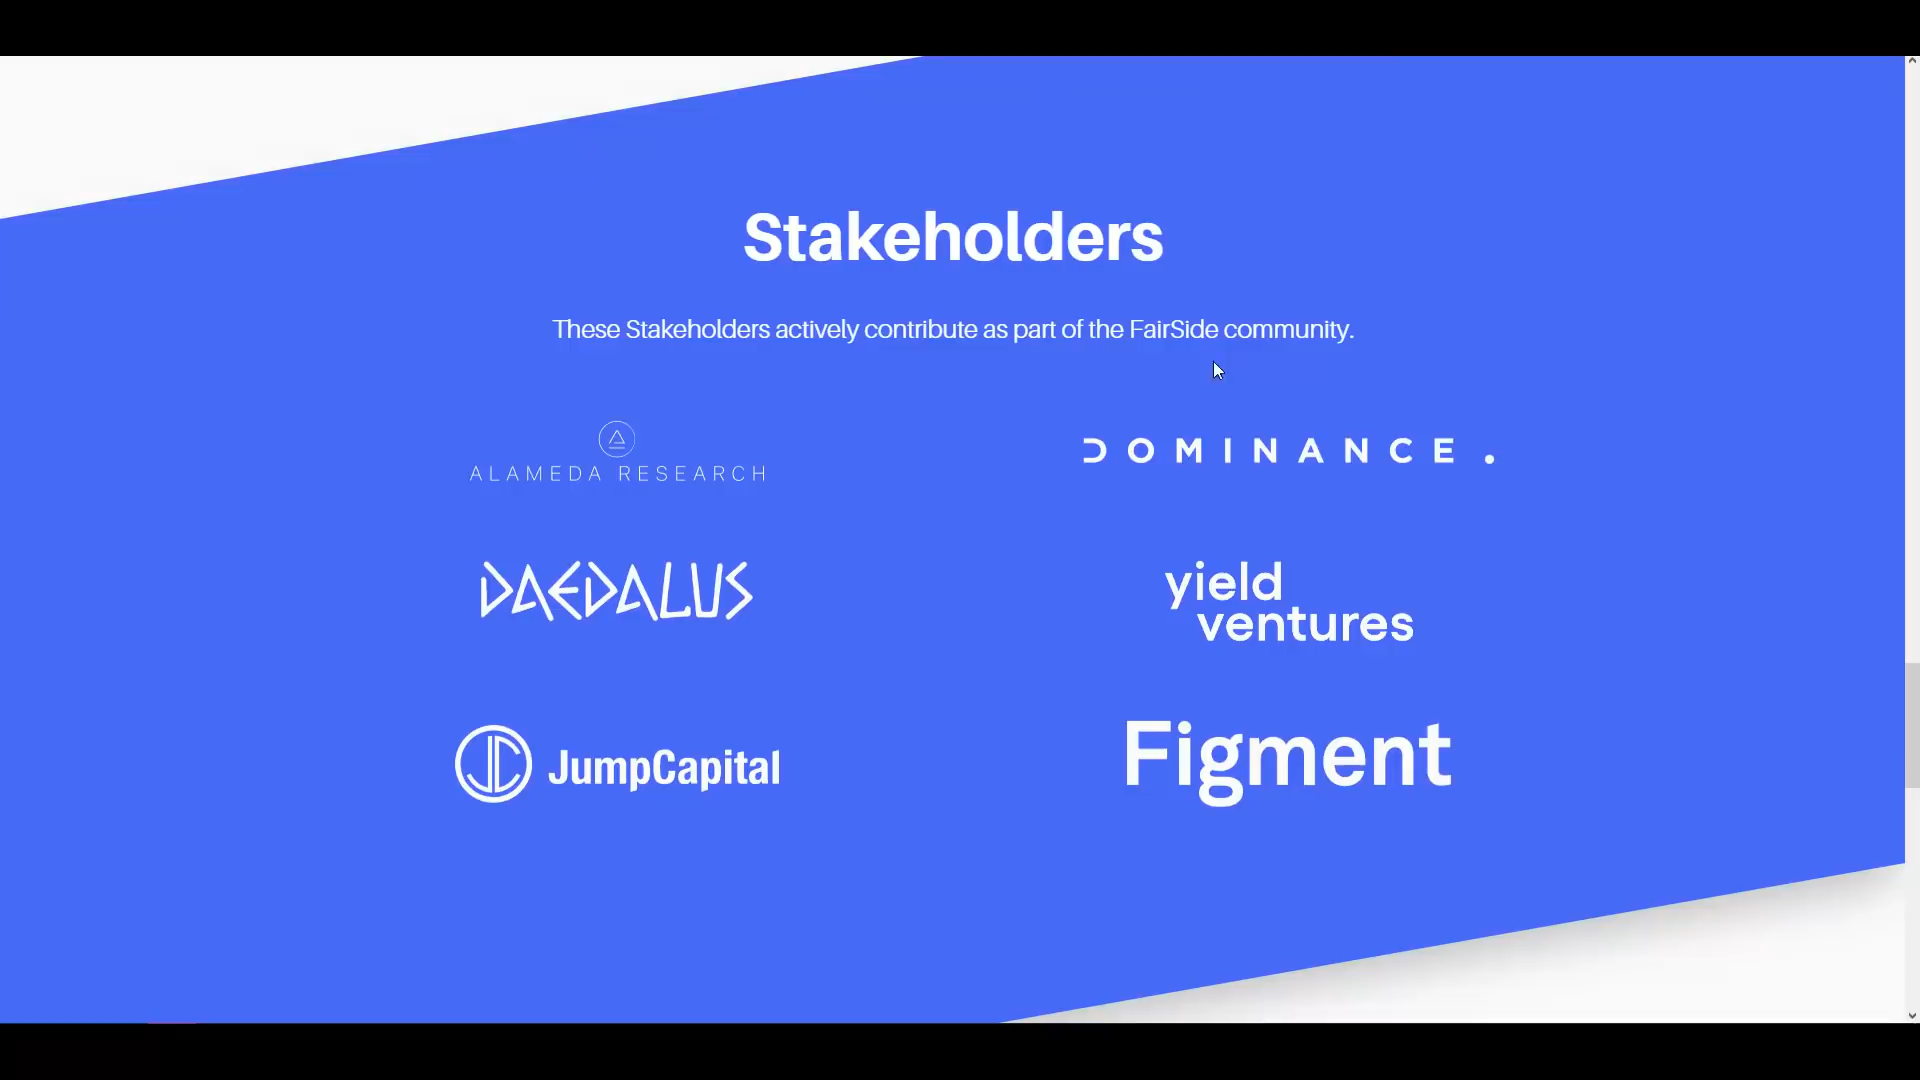 Stakeholders
These Stakeholders actively contribute as part of the FairSide community.
ALAMEDA RESEARCH
DOMINANCE.
DAEDALUS
yield
ventures
JumpCapital
Figment